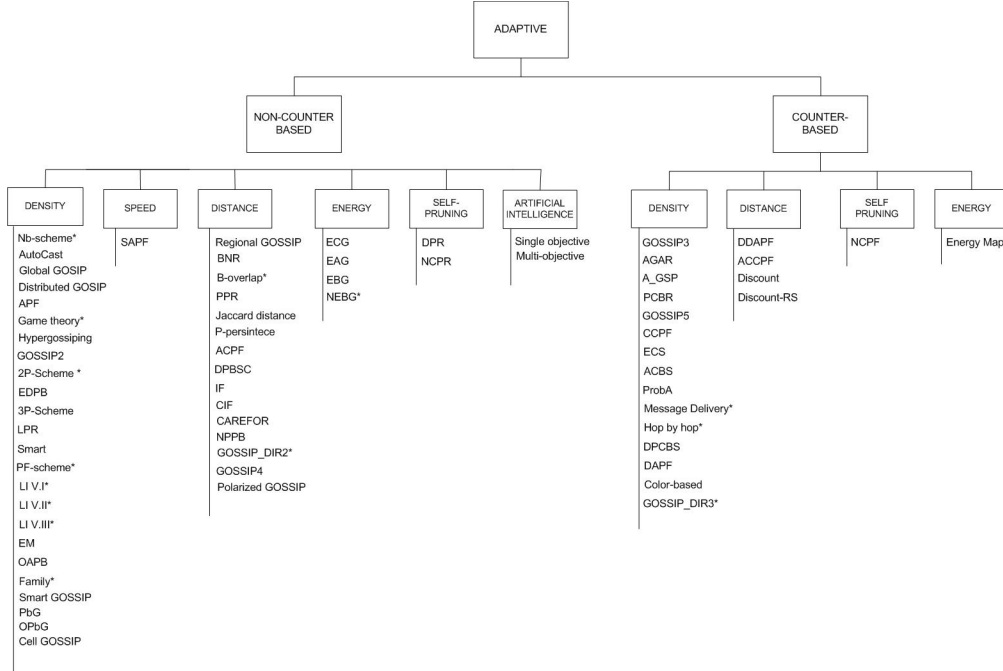 ADAPTIVE
NON-COUNTER
BASED
COUNTER-
BASED
DENSITY
Nb-scheme*
AutoCast
Global GOSIP
Distributed GOSIP
APF
Game theory*
Hypergossiping
GOSSIP2
2P-Scheme *
EDPB
3P-Scheme
LPR
Smart
PF-scheme*
LI V.I*
LI V.II*
LI V.III*
EM
OAPB
Family*
Smart GOSSIP
PbG
OPbG
Cell GOSSIP
SPEED
SAPF
DISTANCE
Regional GOSSIP
BNR
B-overlap*
PPR
Jaccard distance
P-persintece
ACPF
DPBSC
IF
CIF
CAREFOR
NPPB
GOSSIP_DIR2*
GOSSIP4
Polarized GOSSIP
ENERGY
ECG
EAG
EBG
NEBG*
SELF-
PRUNING
DPR
NCPR
ARTIFICIAL
INTELLIGENCE
Single objective
Multi-objective
DENSITY
GOSSIP3
AGAR
A_GSP
PCBR
GOSSIP5
CCPF
ECS
ACBS
ProbA
Message Delivery*
Hop by hop*
DPCBS
DAPF
Color-based
GOSSIP_DIR3*
DISTANCE
DDAPF
ACCPF
Discount
Discount-RS
SELF
PRUNING
NCPF
ENERGY
Energy Map